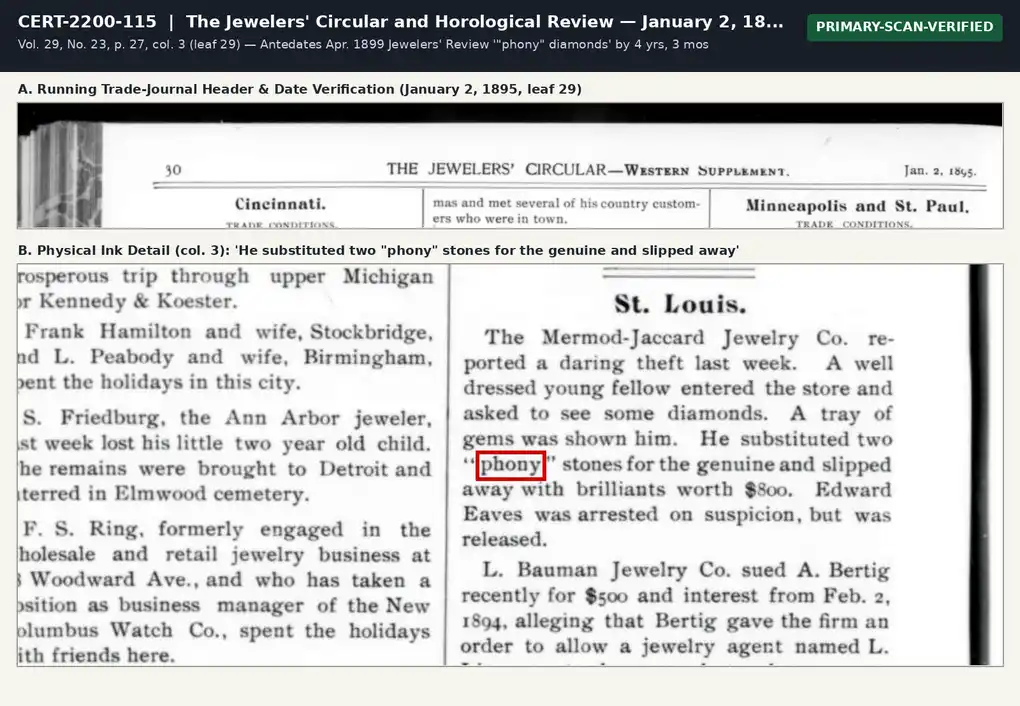 CERT-2200-115 | The Jewelers' Circular and Horological Review — January 2, 18...
PRIMARY-SCAN-VERIFIED
Vol. 29, No. 23, p. 27, col. 3 (leaf 29) — Antedates Apr. 1899 Jewelers' Review '"phony" diamonds' by 4 yrs, 3 mos
A. Running Trade-Journal Header & Date Verification (January 2, 1895, leaf 29)
30
THE JEWELERS' CIRCULAR—WESTERN SUPPLEMENT.
Jan. 2, 1895.
Cincinnati.
TRADE CONDITIONS.
mas and met several of his country custom-
ers who were in town.
Minneapolis and St. Paul.
TRADE CONDITIONS.
B. Physical Ink Detail (col. 3): 'He substituted two "phony" stones for the genuine and slipped away'
rosperous trip through upper Michigan
or Kennedy & Koester.
Frank Hamilton and wife, Stockbridge,
nd L. Peabody and wife, Birmingham,
pent the holidays in this city.
S. Friedburg, the Ann Arbor jeweler,
st week lost his little two year old child.
he remains were brought to Detroit and
terred in Elmwood cemetery.
F. S. Ring, formerly engaged in the
holesale and retail jewelry business at
Woodward Ave., and who has taken a
osition as business manager of the New
olumbus Watch Co., spent the holidays
ith friends here.
St. Louis.
The Mermod-Jaccard Jewelry Co. re-
ported a daring theft last week. A well
dressed young fellow entered the store and
asked to see some diamonds. A tray of
gems was shown him. He substituted two
"phony" stones for the genuine and slipped
away with brilliants worth $800. Edward
Eaves was arrested on suspicion, but was
released.
L. Bauman Jewelry Co. sued A. Bertig
recently for $500 and interest from Feb. 2,
1894, alleging that Bertig gave the firm an
order to allow a jewelry agent named L.